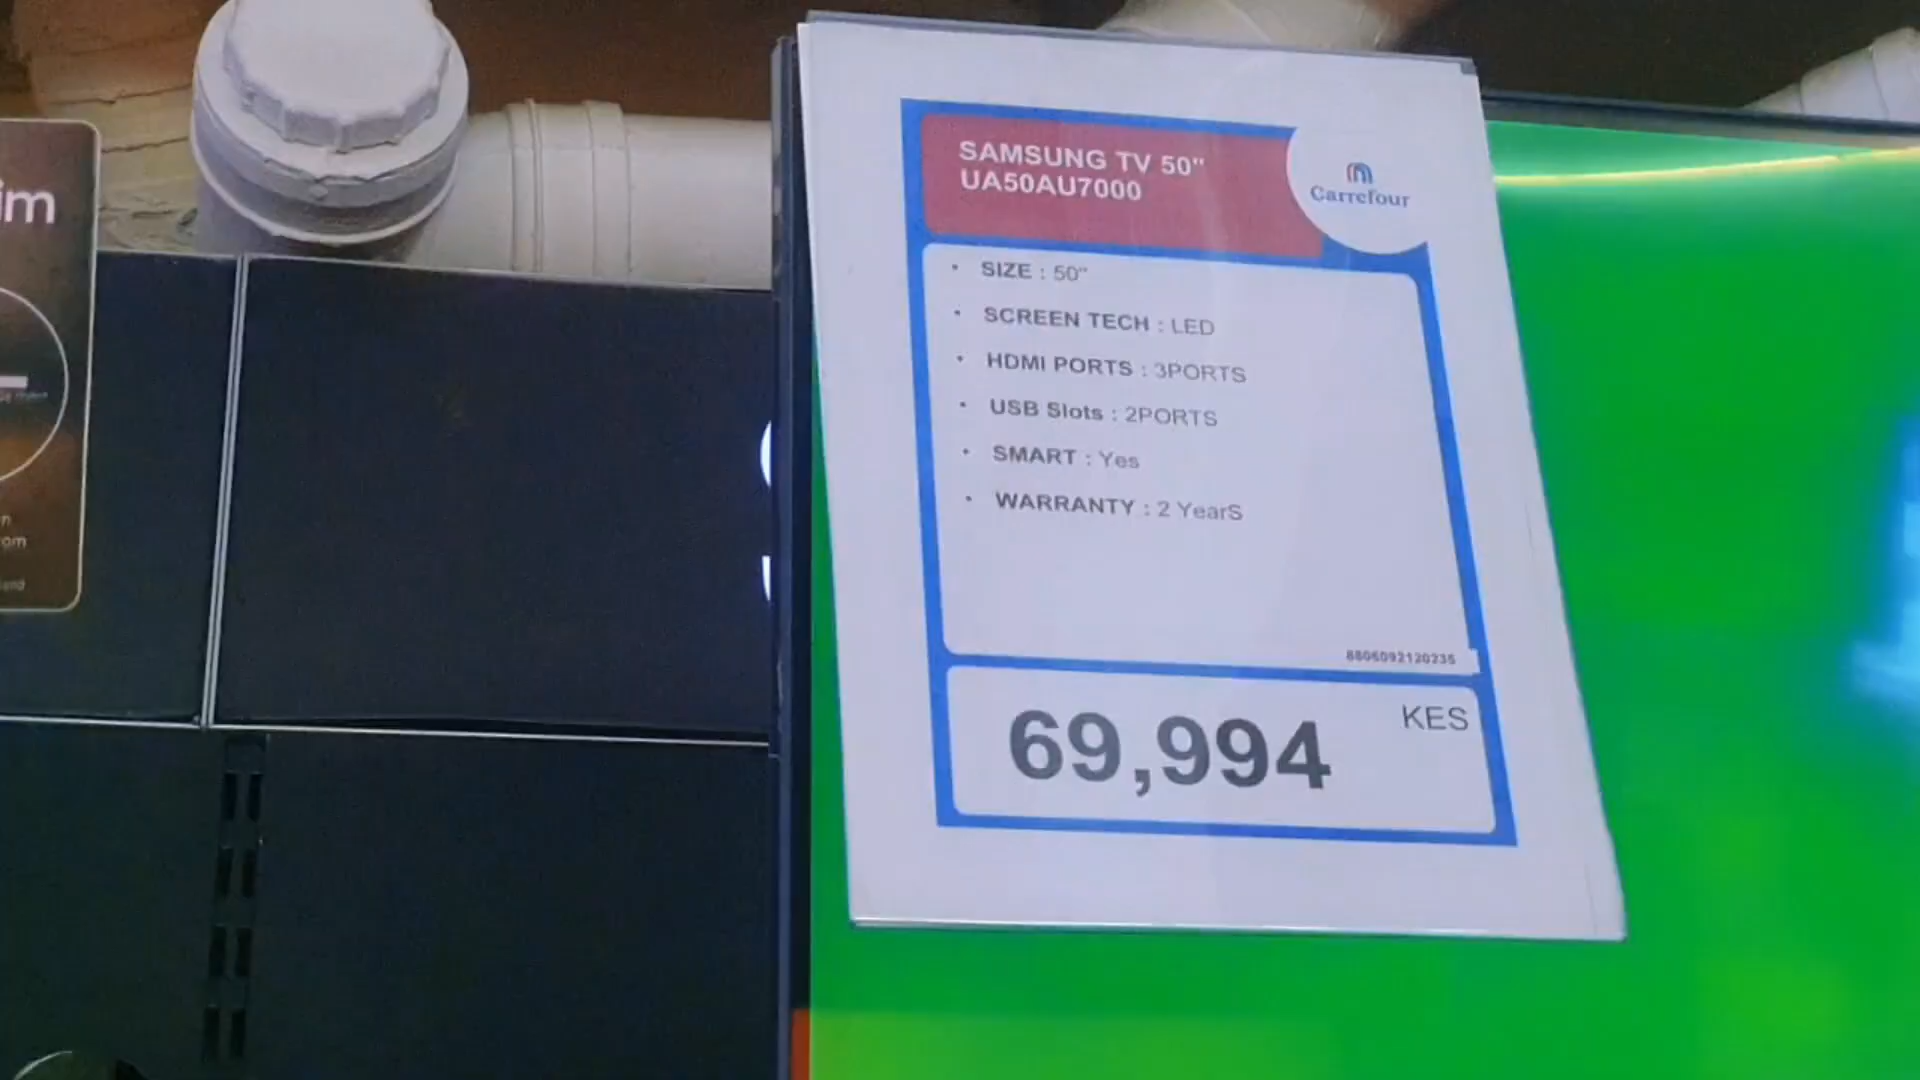 SAMSUNG TV 50"
UA50AU7000
Carrefour
• SIZE : 50"
• SCREEN TECH : LED
• HDMI PORTS : 3PORTS
• USB Slots : 2PORTS
• SMART : Yes
• WARRANTY : 2 YearS
8806092120235
69,994
KES
im